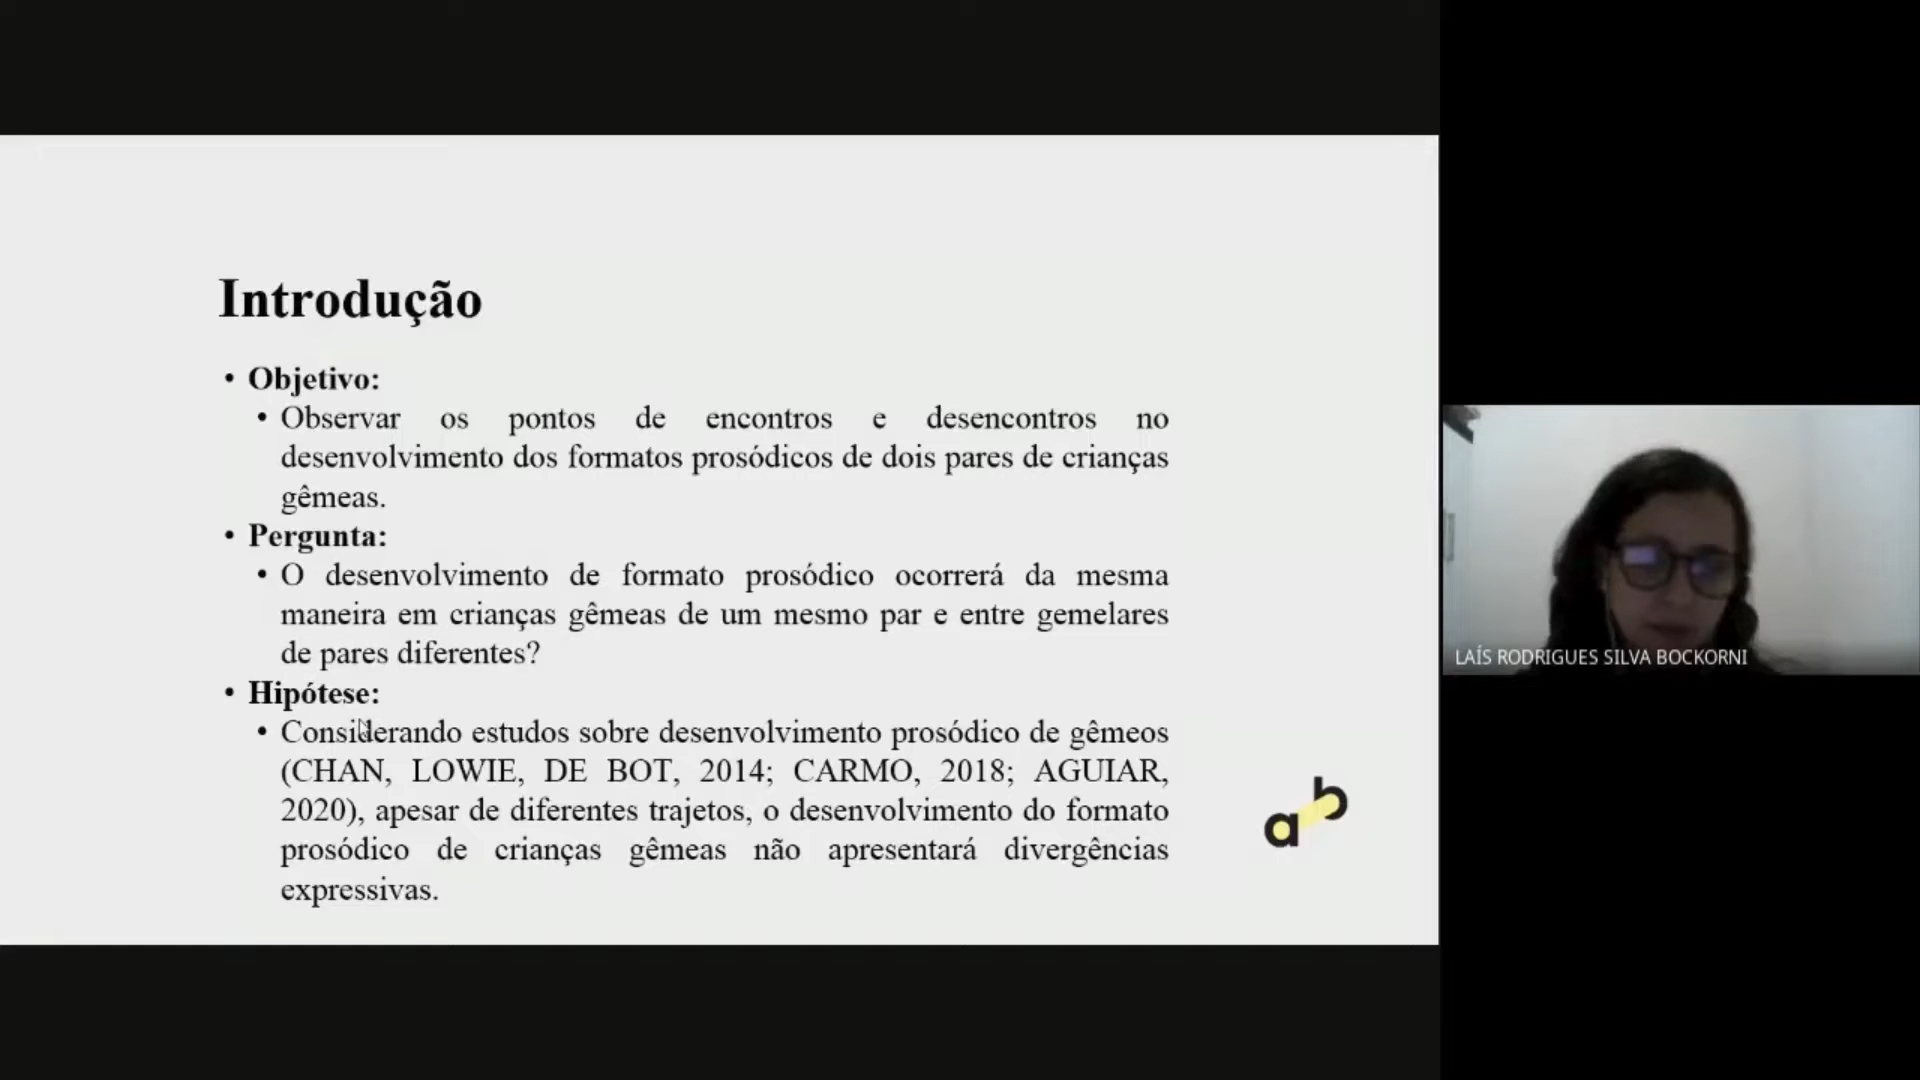 Introdução
• Objetivo:
• Observar os pontos de encontros e desencontros no
desenvolvimento dos formatos prosódicos de dois pares de crianças
gêmeas.
• Pergunta:
• O desenvolvimento de formato prosódico ocorrerá da mesma
maneira em crianças gêmeas de um mesmo par e entre gemelares
de pares diferentes?
• Hipótese:
• Considerando estudos sobre desenvolvimento prosódico de gêmeos
(CHAN, LOWIE, DE BOT, 2014; CARMO, 2018; AGUIAR,
2020), apesar de diferentes trajetos, o desenvolvimento do formato
prosódico de crianças gêmeas não apresentará divergências
expressivas.
a b
LAÍS RODRIGUES SILVA BOCKORNI